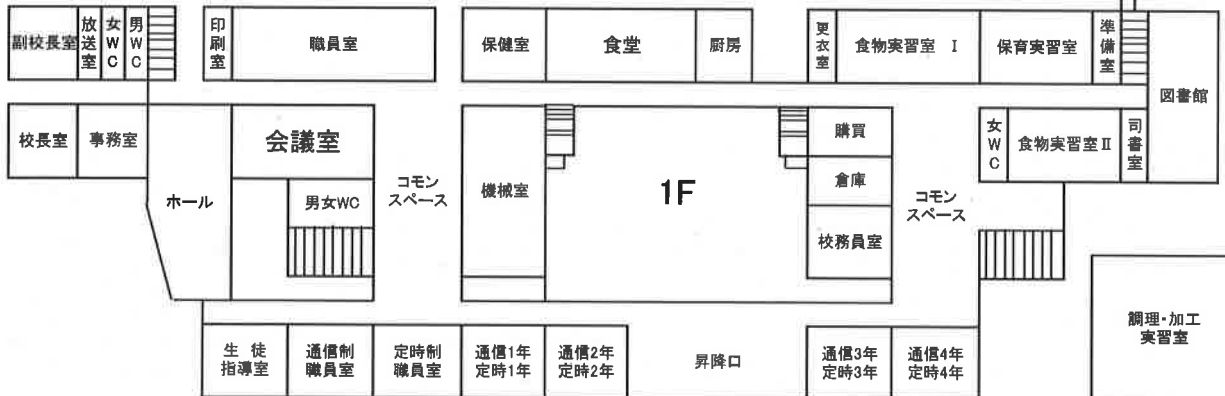 副校長室
放送室
女WC
男WC
印刷室
職員室
保健室
食堂
厨房
更衣室
食物実習室 Ⅰ
保育実習室
準備室
図書館
校長室
事務室
ホール
会議室
男女WC
コモン
スペース
機械室
1F
購買
倉庫
校務員室
コモン
スペース
女WC
食物実習室Ⅱ
司書室
調理・加工
実習室
生 徒
指導室
通信制
職員室
定時制
職員室
通信1年
定時1年
通信2年
定時2年
昇降口
通信3年
定時3年
通信4年
定時4年